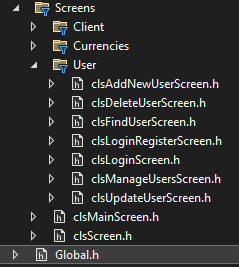 Screens
Client
Currencies
User
clsAddNewUserScreen.h
clsDeleteUserScreen.h
clsFindUserScreen.h
clsLoginRegisterScreen.h
clsLoginScreen.h
clsManageUsersScreen.h
clsUpdateUserScreen.h
clsMainScreen.h
clsScreen.h
Global.h